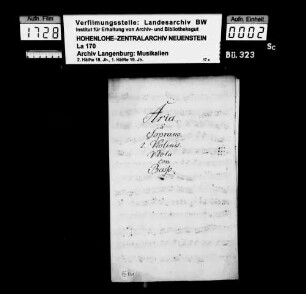 Aufn. Film
1728
Verfilmungsstelle: Landesarchiv BW
Institut für Erhaltung von Archiv- und Bibliotheksgut
HOHENLOHE-ZENTRALARCHIV NEUENSTEIN
La 170
Archiv Langenburg: Musikalien
2. Hälfte 18. Jh., 1. Hälfte 19. Jh.
17 x
Aufn. Einheit
0002
Sc
Bü. 323
Aria
a
Soprano
2. Violinis
Viola
con
Basso.